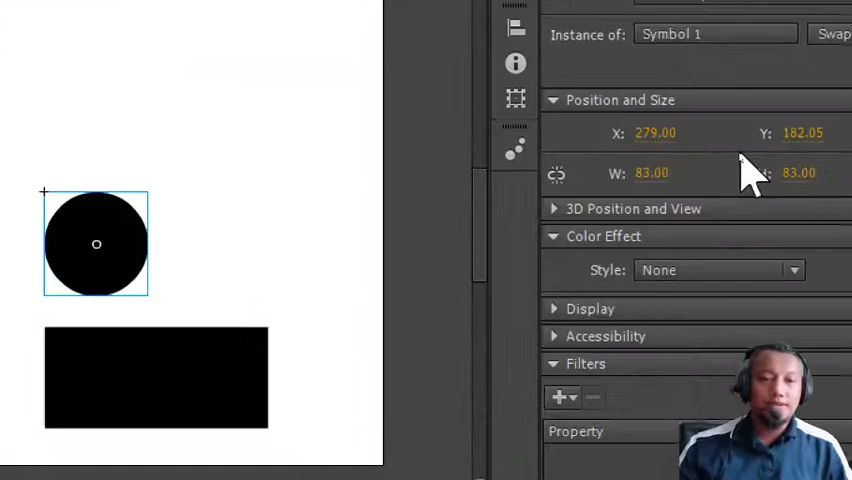 Instance of: Symbol 1 Swap
Position and Size
X: 279.00 Y: 182.05
W: 83.00 H: 83.00
3D Position and View
Color Effect
Style: None
Display
Accessibility
Filters
Property